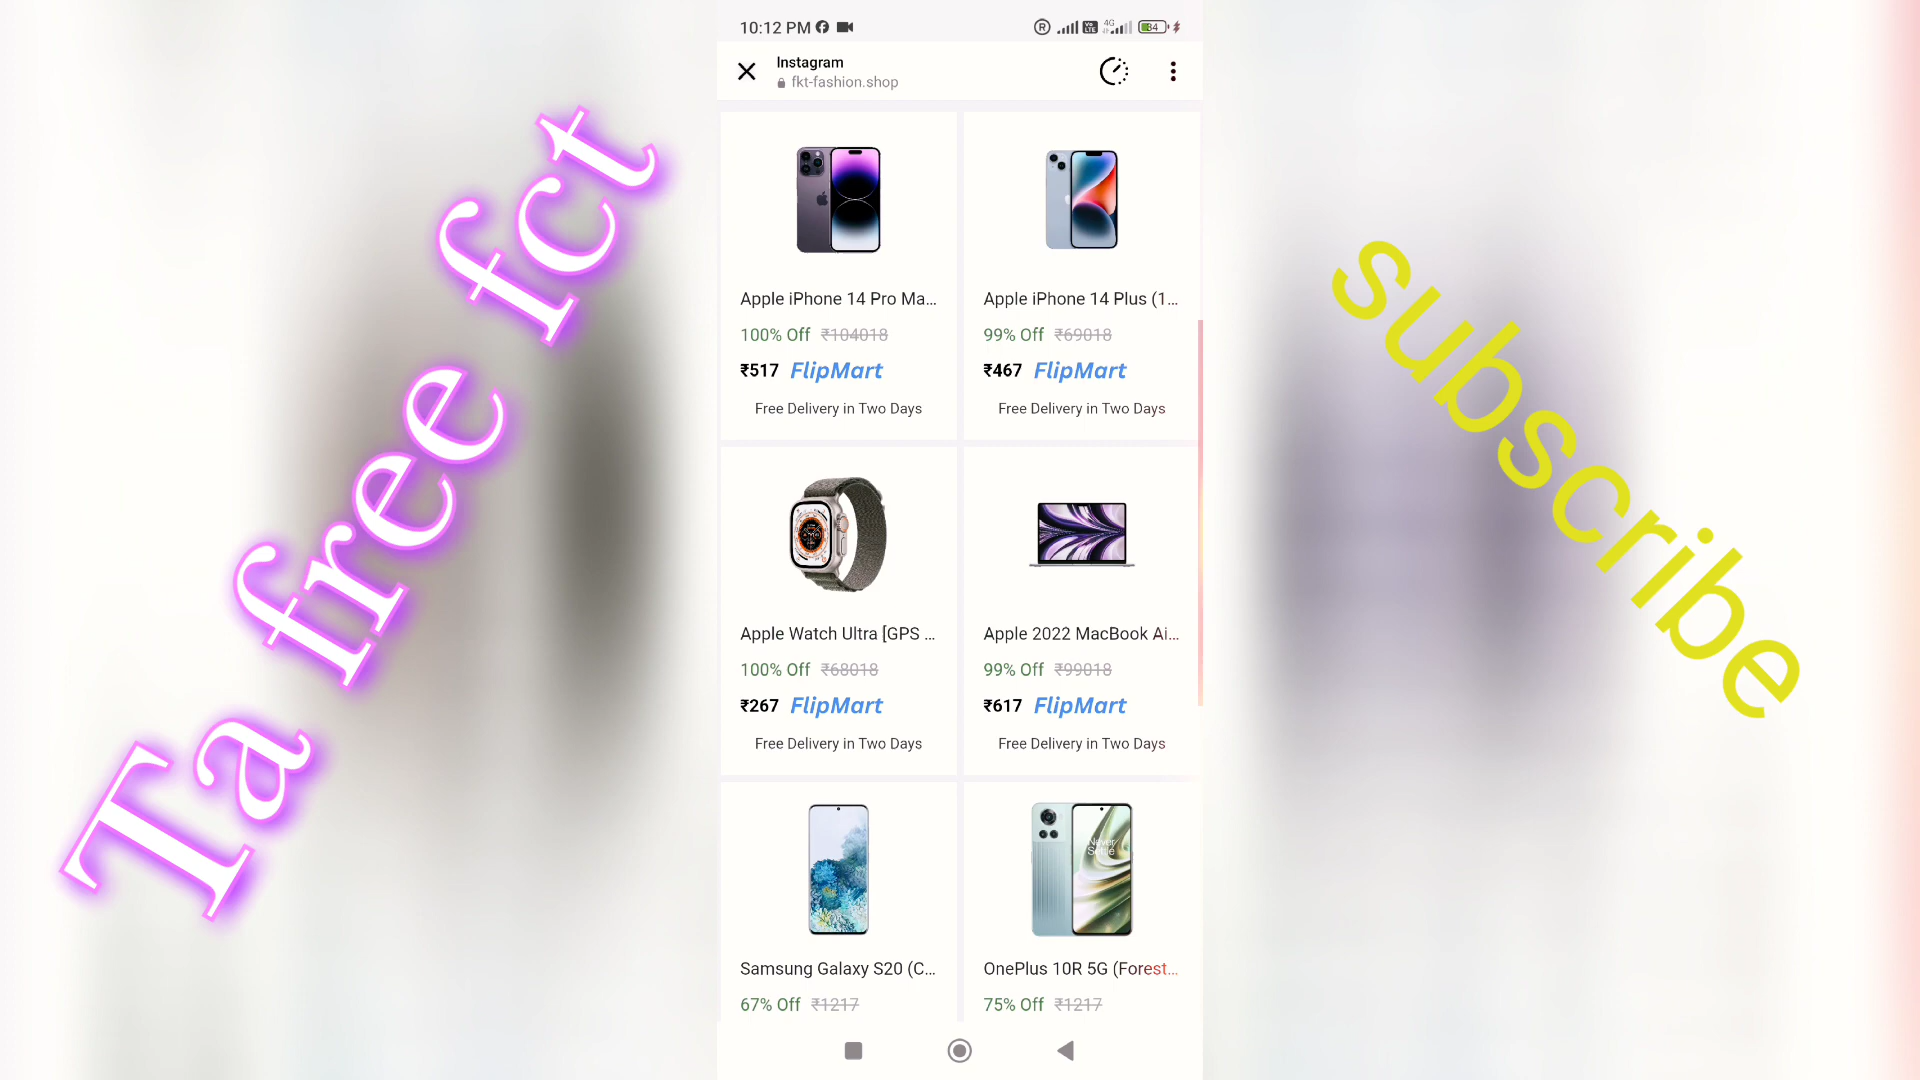 10:12 PM
4G
84
Instagram
fkt-fashion.shop
Apple iPhone 14 Pro Ma...
100% Off ₹104018
₹517 FlipMart
Free Delivery in Two Days
Apple iPhone 14 Plus (1...
99% Off ₹69018
₹467 FlipMart
Free Delivery in Two Days
Apple Watch Ultra [GPS ...
100% Off ₹68018
₹267 FlipMart
Free Delivery in Two Days
Apple 2022 MacBook Ai...
99% Off ₹99018
₹617 FlipMart
Free Delivery in Two Days
Samsung Galaxy S20 (C...
67% Off ₹1217
Never
Settle
OnePlus 10R 5G (Forest...
75% Off ₹1217
Ta free fct
subscribe